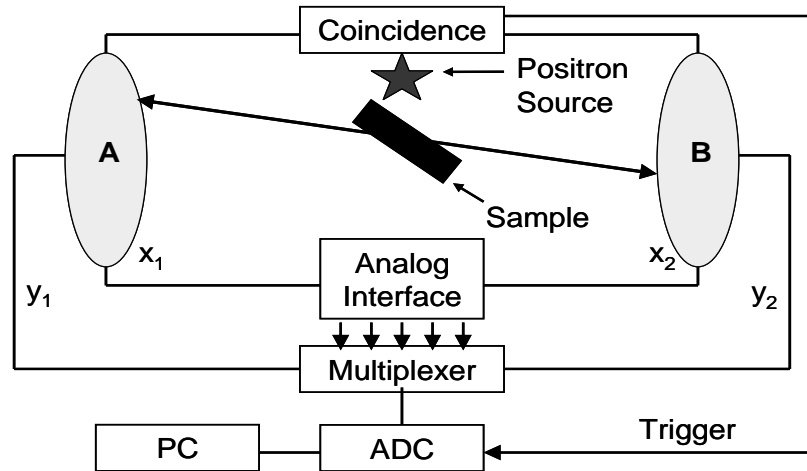 Coincidence
Positron
Source
A
B
Sample
x1
x2
Analog
Interface
y1
y2
Multiplexer
Trigger
PC
ADC